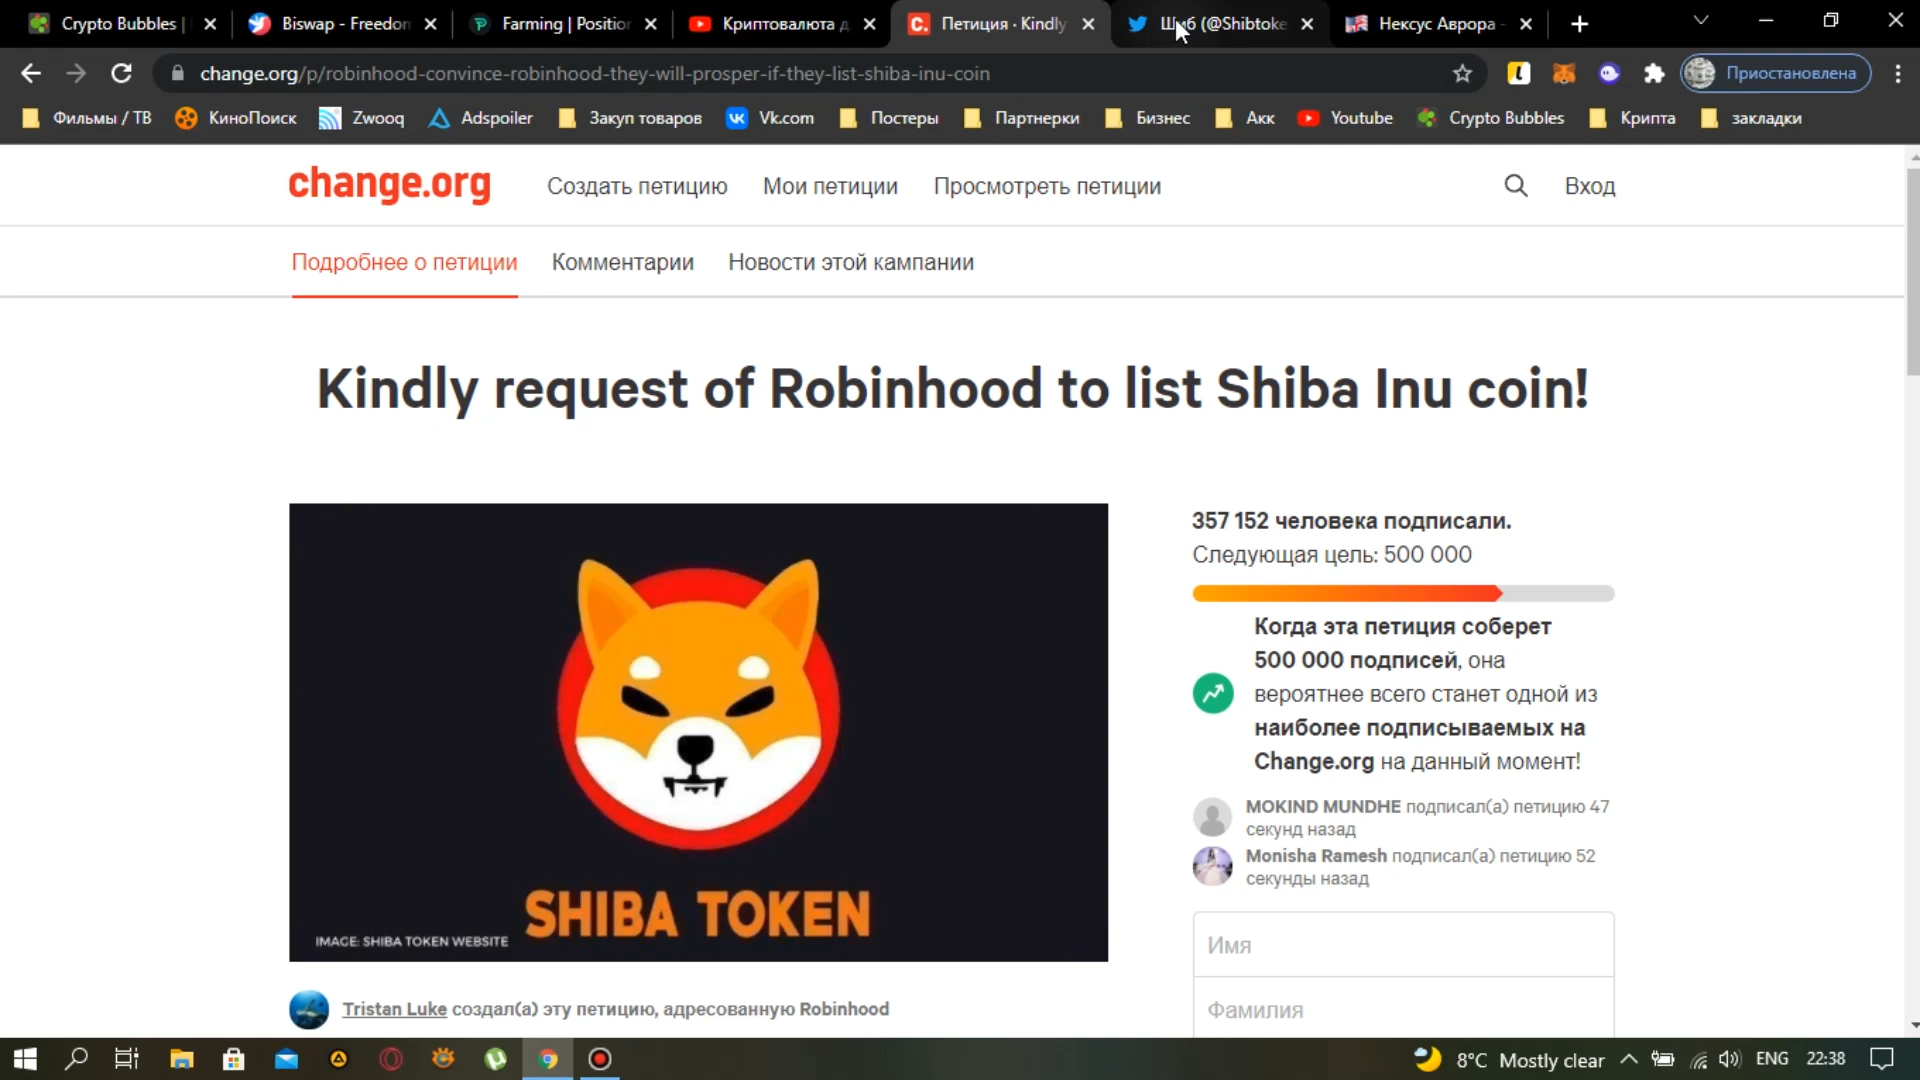 Crypto Bubbles |
Biswap - Freedom
Farming | Position
Криптовалюта д
Петиция · Kindly
Шиб (@Shibtoke
Нексус Аврора -
change.org/p/robinhood-convince-robinhood-they-will-prosper-if-they-list-shiba-inu-coin
Приостановлена
Фильмы / ТВ
КиноПоиск
Zwooq
Adspoiler
Закуп товаров
Vk.com
Постеры
Партнерки
Бизнес
Акк
Youtube
Crypto Bubbles
Крипта
закладки
change.org
Создать петицию
Мои петиции
Просмотреть петиции
Вход
Подробнее о петиции
Комментарии
Новости этой кампании
Kindly request of Robinhood to list Shiba Inu coin!
SHIBA TOKEN
IMAGE: SHIBA TOKEN WEBSITE
Tristan Luke создал(а) эту петицию, адресованную Robinhood
357 152 человека подписали.
Следующая цель: 500 000
Когда эта петиция соберет
500 000 подписей, она
вероятнее всего станет одной из
наиболее подписываемых на
Change.org на данный момент!
MOKIND MUNDHE подписал(а) петицию 47
секунд назад
Monisha Ramesh подписал(а) петицию 52
секунды назад
Имя
Фамилия
8°C Mostly clear
ENG
22:38